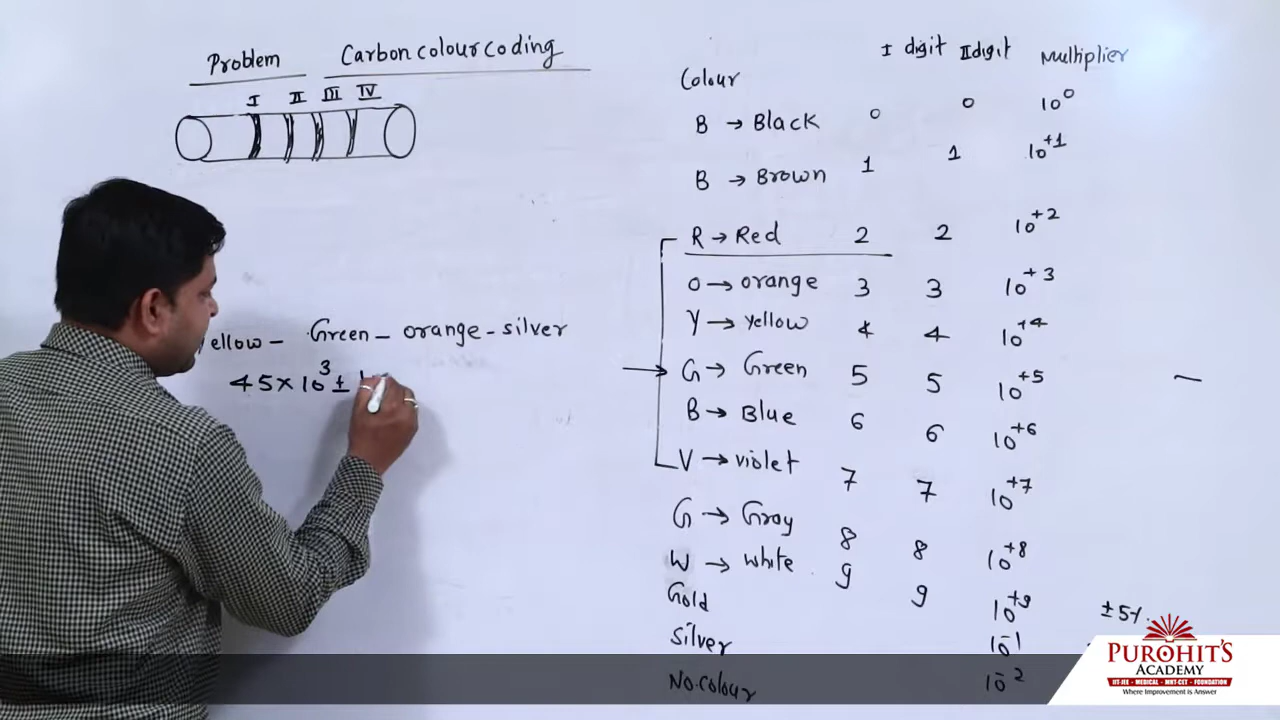 Problem Carbon colour coding
I II III IV
Yellow – Green – orange – silver
45 × 10³ ±
Colour I digit II digit Multiplier
B → Black 0 0 10⁰
B → Brown 1 1 10⁺¹
R → Red 2 2 10⁺²
O → orange 3 3 10⁺³
Y → yellow 4 4 10⁺⁴
G → Green 5 5 10⁺⁵
B → Blue 6 6 10⁺⁶
V → violet 7 7 10⁺⁷
G → Gray 8 8 10⁺⁸
W → white 9 9 10⁺⁹
Gold 10⁻¹ ±5%.
Silver 10⁻²
No.colour
PUROHIT'S
ACADEMY
IIT-JEE - MEDICAL - MHT-CET - FOUNDATION
Where Improvement is Answer